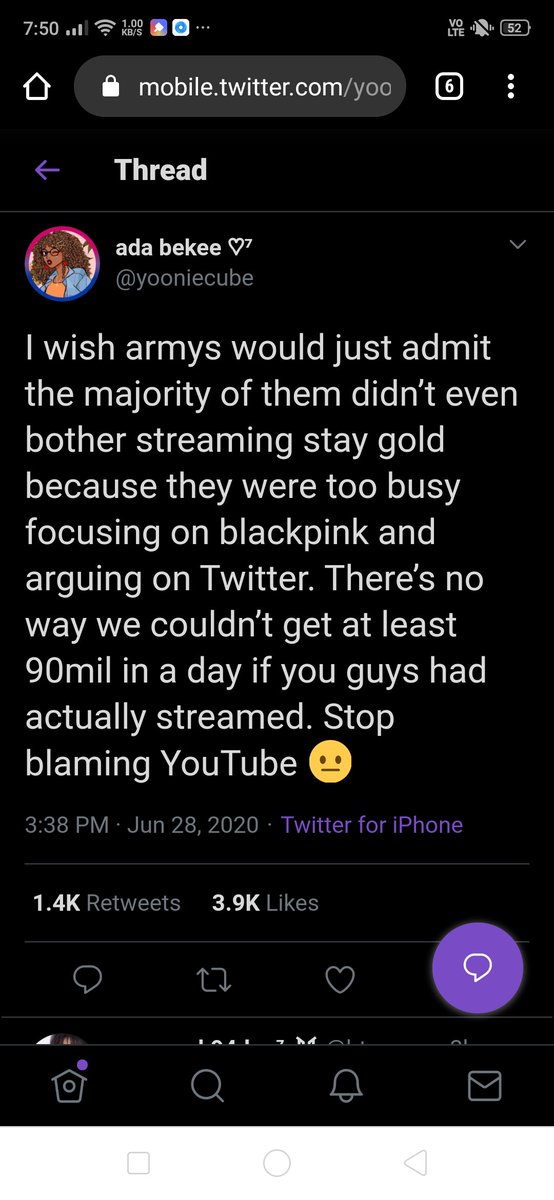 7:50 1.00 KB/S ... VO LTE 52
mobile.twitter.com/yoo 6
Thread
ada bekee ♡⁷
@yooniecube
I wish armys would just admit
the majority of them didn’t even
bother streaming stay gold
because they were too busy
focusing on blackpink and
arguing on Twitter. There’s no
way we couldn’t get at least
90mil in a day if you guys had
actually streamed. Stop
blaming YouTube 😐
3:38 PM · Jun 28, 2020 · Twitter for iPhone
1.4K Retweets 3.9K Likes